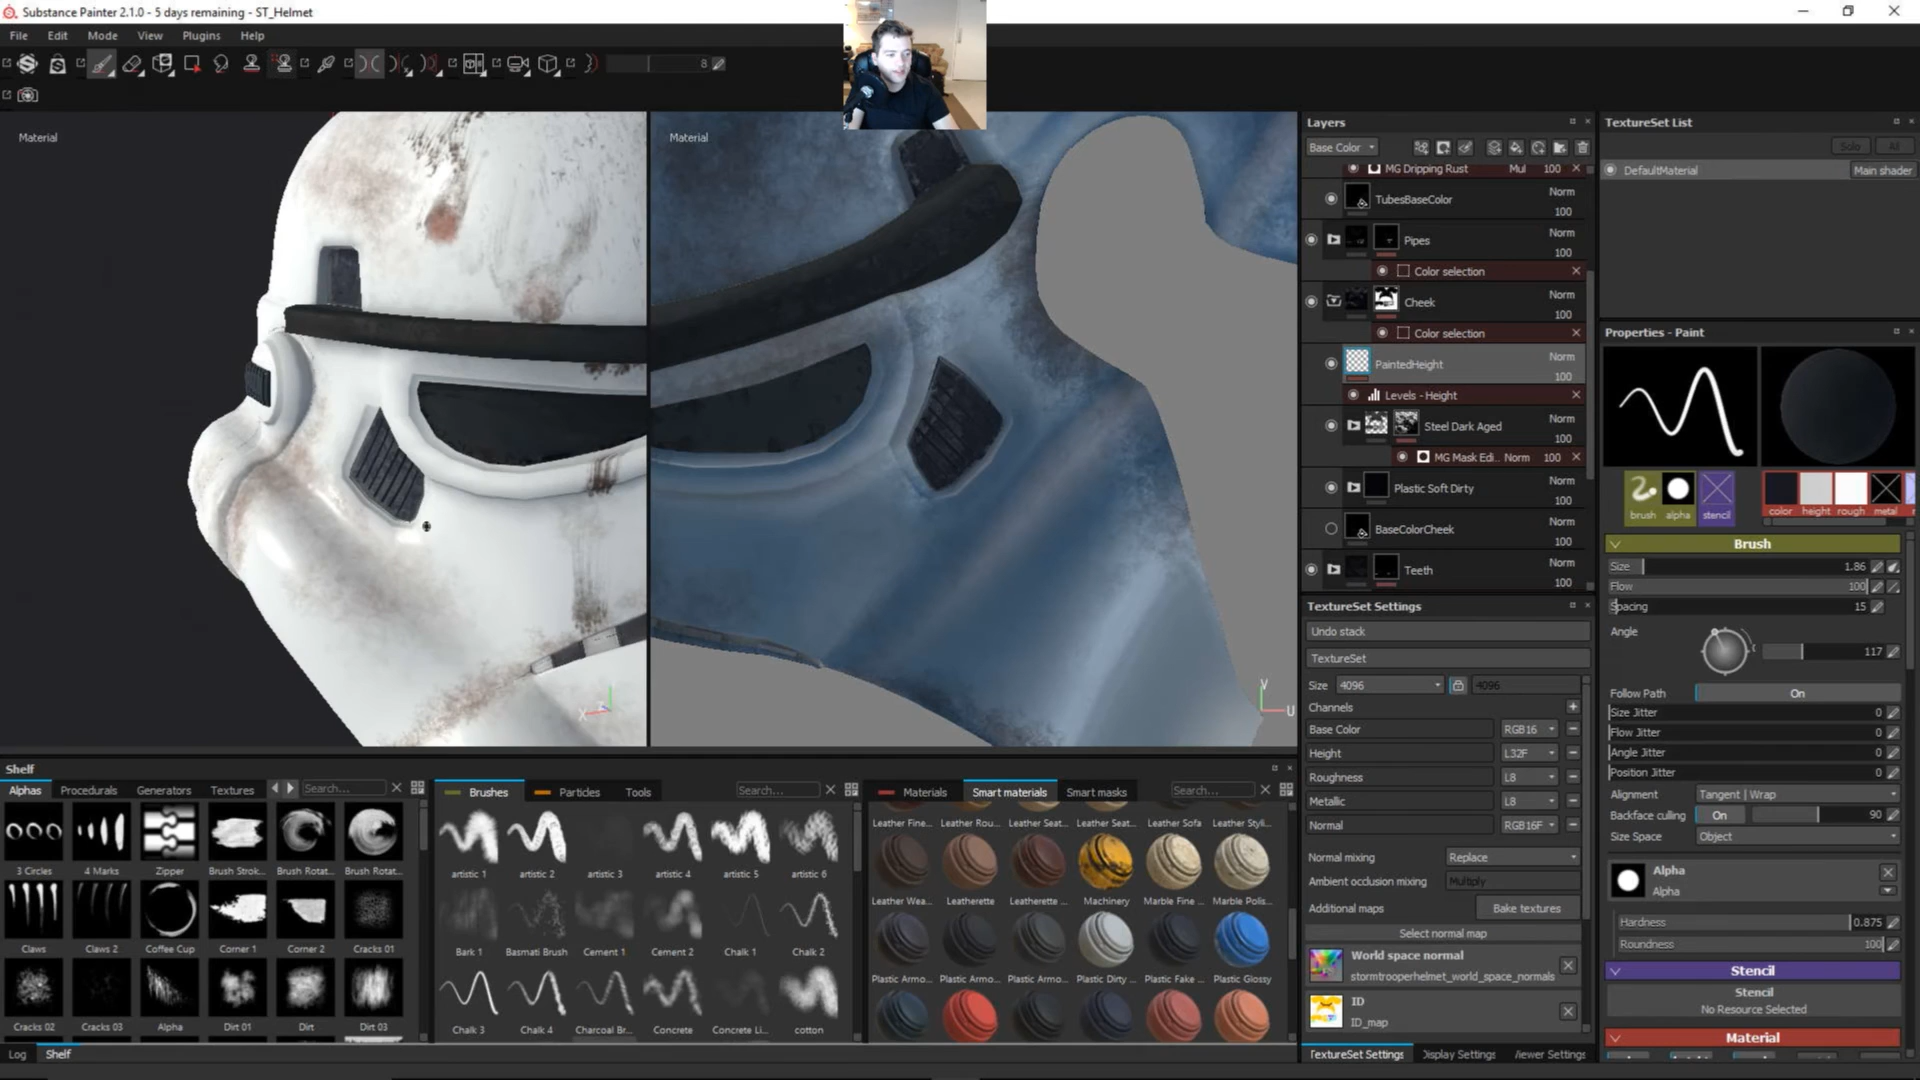 Substance Painter 2.1.0 - 5 days remaining - ST_Helmet
File Edit Mode View Plugins Help
8
Material
Material
Layers
Base Color
MG Dripping Rust Mul 100
TubesBaseColor Norm 100
Pipes Norm 100
Color selection
Cheek Norm 100
Color selection
PaintedHeight Norm 100
Levels - Height
Steel Dark Aged Norm 100
MG Mask Edi... Norm 100
Plastic Soft Dirty Norm 100
BaseColorCheek Norm 100
Teeth Norm 100
X
V
U
TextureSet Settings
Undo stack
TextureSet
Size 4096 4096
Channels
Base Color RGB16
Height L32F
Roughness L8
Metallic L8
Normal RGB16F
Normal mixing Replace
Ambient occlusion mixing Multiply
Additional maps Bake textures
Select normal map
World space normal
stormtrooperhelmet_world_space_normals
ID
ID_map
TextureSet Settings Display Settings Viewer Settings
TextureSet List
Solo All
DefaultMaterial Main shader
Properties - Paint
brush alpha stencil color height rough metal
Brush
Size 1.86
Flow 100
Spacing 15
Angle 117
Follow Path On
Size Jitter 0
Flow Jitter 0
Angle Jitter 0
Position Jitter 0
Alignment Tangent | Wrap
Backface culling On 90
Size Space Object
Alpha
Alpha
Hardness 0.875
Roundness 100
Stencil
Stencil
No Resource Selected
Material
Shelf
Alphas Procedurals Generators Textures Search...
3 Circles 4 Marks Zipper Brush Strok... Brush Rotat... Brush Rotat...
Claws Claws 2 Coffee Cup Corner 1 Corner 2 Cracks 01
Cracks 02 Cracks 03 Alpha Dirt 01 Dirt Dirt 03
Brushes Particles Tools Search...
artistic 1 artistic 2 artistic 3 artistic 4 artistic 5 artistic 6
Bark 1 Basmati Brush Cement 1 Cement 2 Chalk 1 Chalk 2
Chalk 3 Chalk 4 Charcoal Br... Concrete Concrete Li... cotton
Materials Smart materials Smart masks Search...
Leather Fine... Leather Rou... Leather Seat... Leather Seat... Leather Sofa Leather Styli...
Leather Wea... Leatherette Leatherette ... Machinery Marble Fine ... Marble Polis...
Plastic Armo... Plastic Armo... Plastic Armo... Plastic Dirty ... Plastic Fake ... Plastic Glossy
Log Shelf